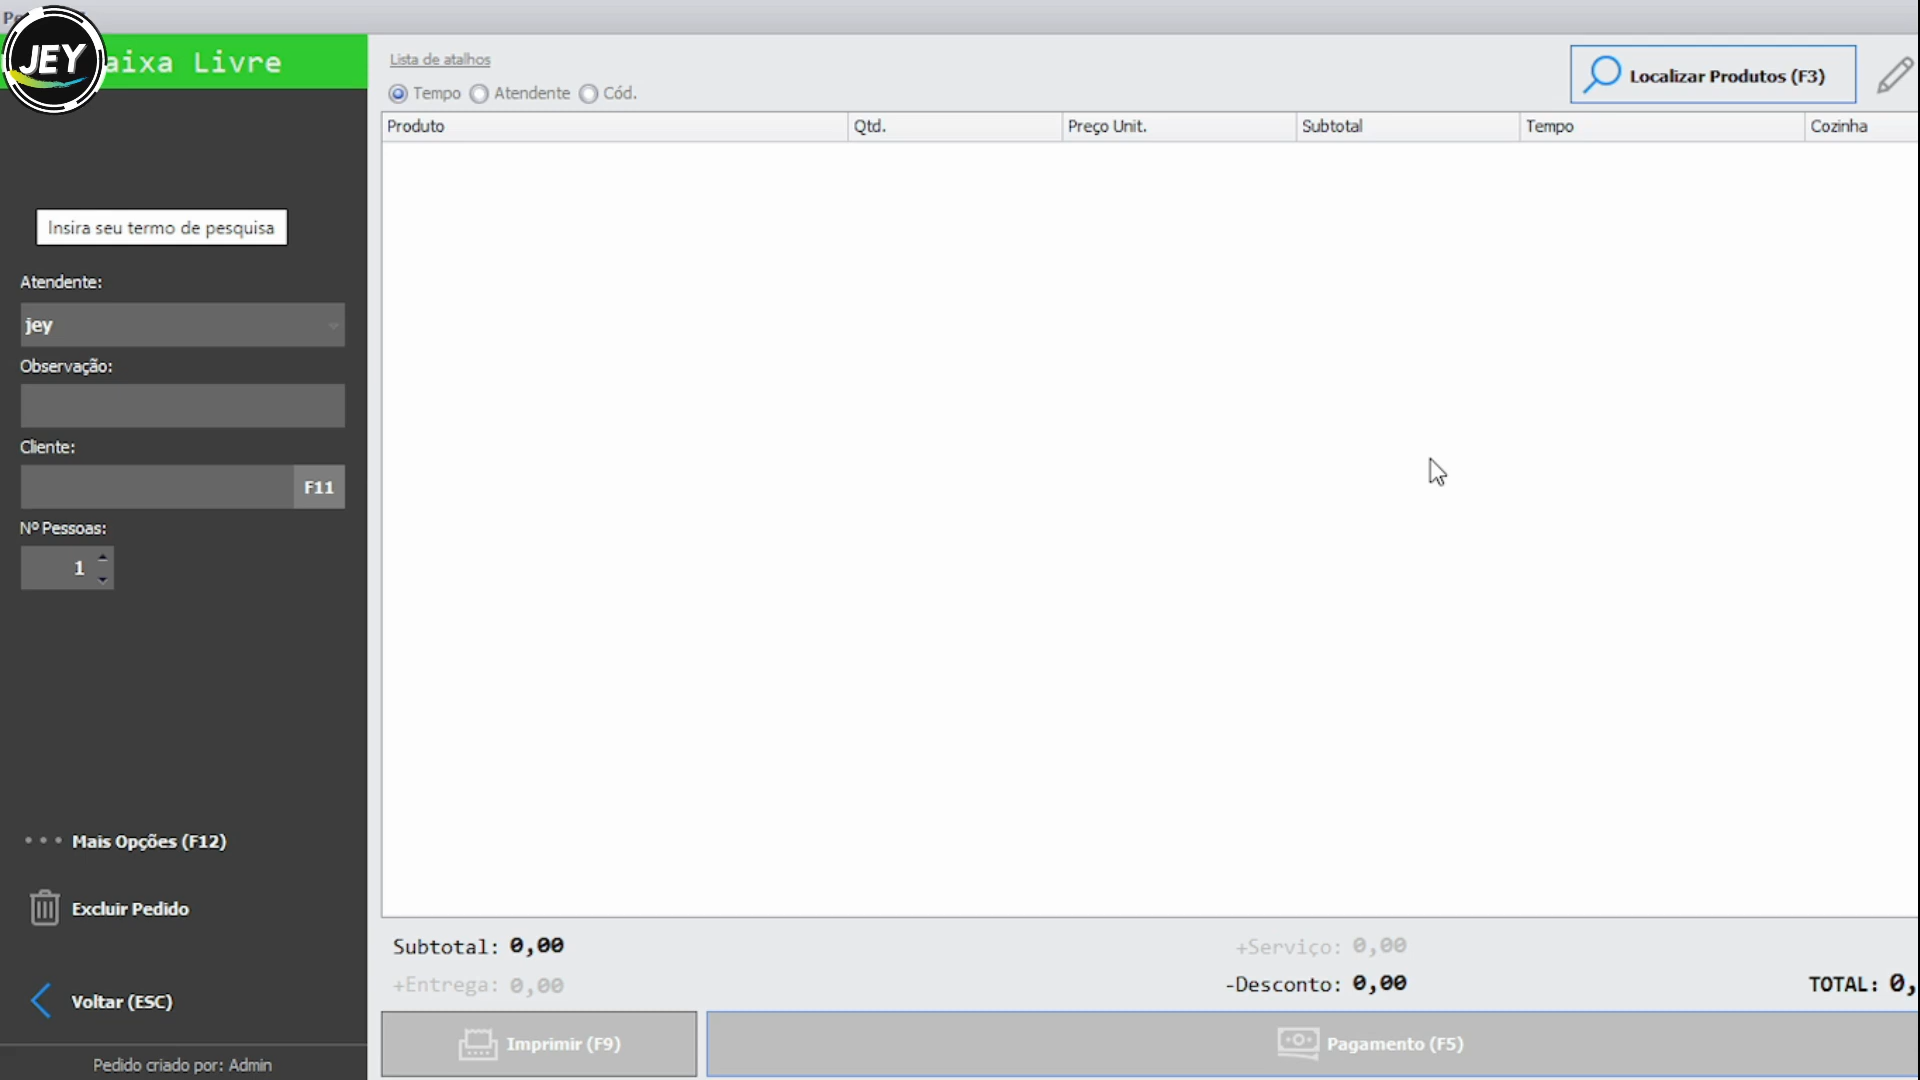 JEY
aixa Livre
Insira seu termo de pesquisa
Atendente:
jey
Observação:
Cliente:
F11
Nº Pessoas:
1
Mais Opções (F12)
Excluir Pedido
Voltar (ESC)
Pedido criado por: Admin
Lista de atalhos
Tempo Atendente Cód.
Localizar Produtos (F3)
Produto Qtd. Preço Unit. Subtotal Tempo Cozinha
Subtotal: 0,00
+Serviço: 0,00
+Entrega: 0,00
-Desconto: 0,00
TOTAL: 0,
Imprimir (F9)
Pagamento (F5)